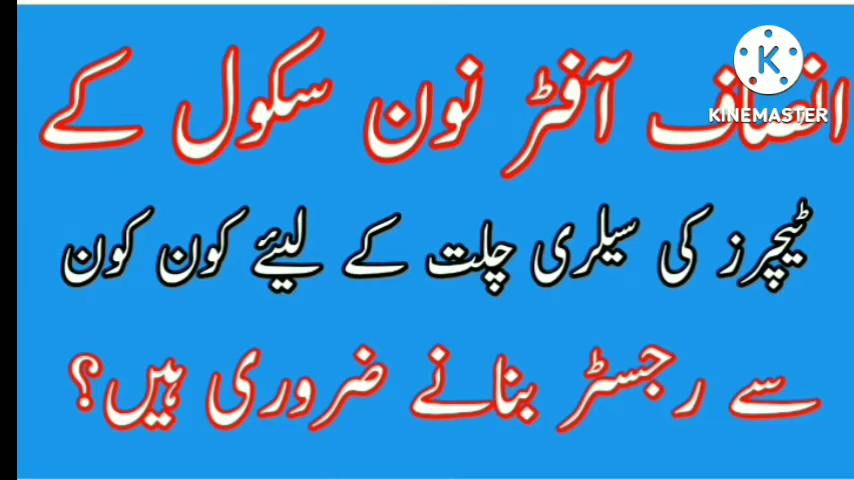 انصاف آفٹر نون سکول کے
KINEMASTER
ٹیچرز کی سیلری چلت کے لیئے کون کون
سے رجسٹر بنانے ضروری ہیں؟